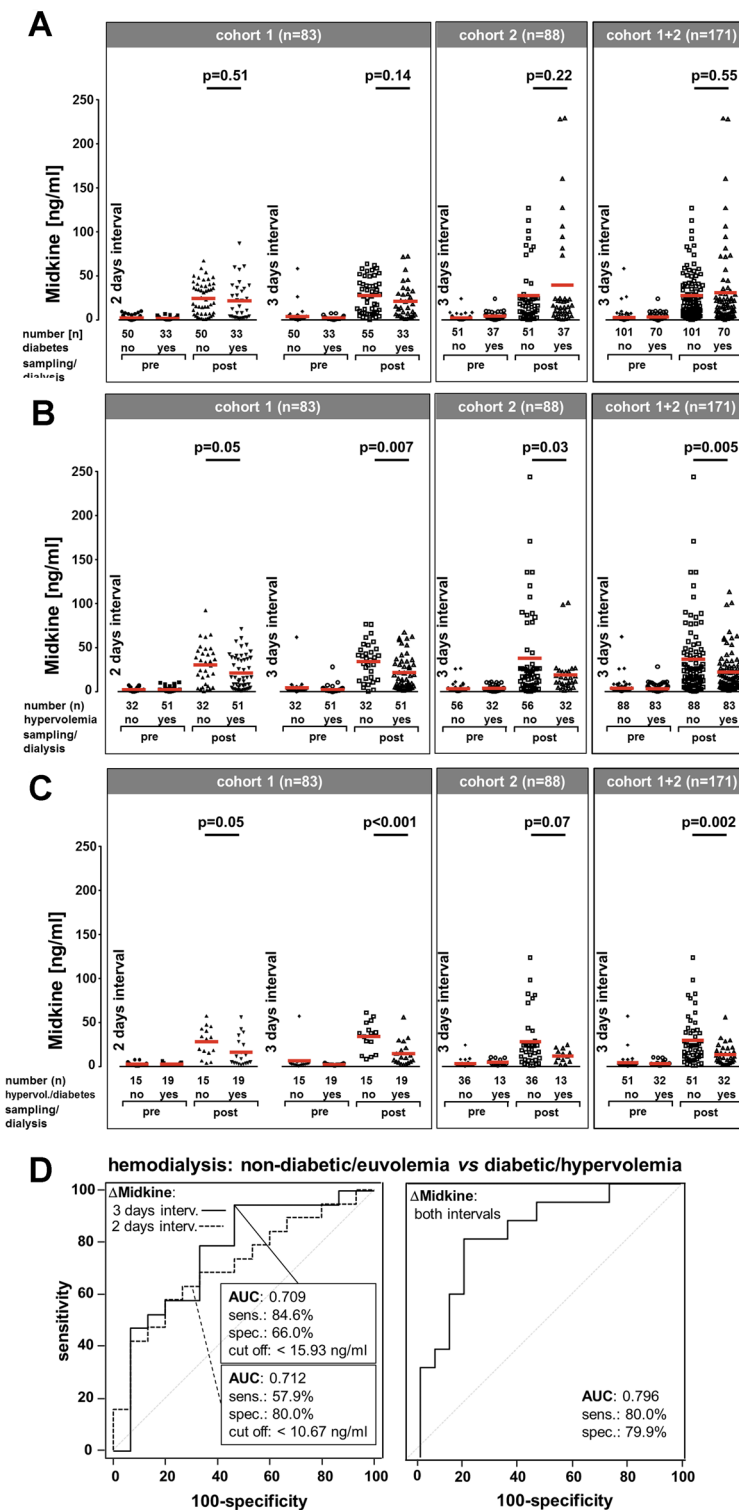 A
cohort 1 (n=83) cohort 2 (n=88) cohort 1+2 (n=171)
p=0.51 p=0.14 p=0.22 p=0.55
250
200
150
100
50
0
Midkine [ng/ml]
2 days interval
3 days interval
3 days interval
3 days interval
number [n] 50 33 50 33 50 33 55 33 51 37 51 37 101 70 101 70
diabetes no yes no yes no yes no yes no yes no yes no yes no yes
sampling/ pre post pre post pre post pre post
dialysis
B
cohort 1 (n=83) cohort 2 (n=88) cohort 1+2 (n=171)
p=0.05 p=0.007 p=0.03 p=0.005
250
200
150
100
50
0
Midkine [ng/ml]
2 days interval
3 days interval
3 days interval
3 days interval
number (n) 32 51 32 51 32 51 32 51 56 32 56 32 88 83 88 83
hypervolemia no yes no yes no yes no yes no yes no yes no yes no yes
sampling/ pre post pre post pre post pre post
dialysis
C
cohort 1 (n=83) cohort 2 (n=88) cohort 1+2 (n=171)
p=0.05 p<0.001 p=0.07 p=0.002
250
200
150
100
50
0
Midkine [ng/ml]
2 days interval
3 days interval
3 days interval
3 days interval
number (n) 15 19 15 19 15 19 15 19 36 13 36 13 51 32 51 32
hypervol./diabetes no yes no yes no yes no yes no yes no yes no yes no yes
sampling/ pre post pre post pre post pre post
dialysis
D hemodialysis: non-diabetic/euvolemia vs diabetic/hypervolemia
100
80
60
40
20
0
sensitivity
ΔMidkine:
3 days interv.
2 days interv.
AUC: 0.709
sens.: 84.6%
spec.: 66.0%
cut off: < 15.93 ng/ml
AUC: 0.712
sens.: 57.9%
spec.: 80.0%
cut off: < 10.67 ng/ml
0 20 40 60 80 100
100-specificity
ΔMidkine:
both intervals
AUC: 0.796
sens.: 80.0%
spec.: 79.9%
0 20 40 60 80 100
100-specificity